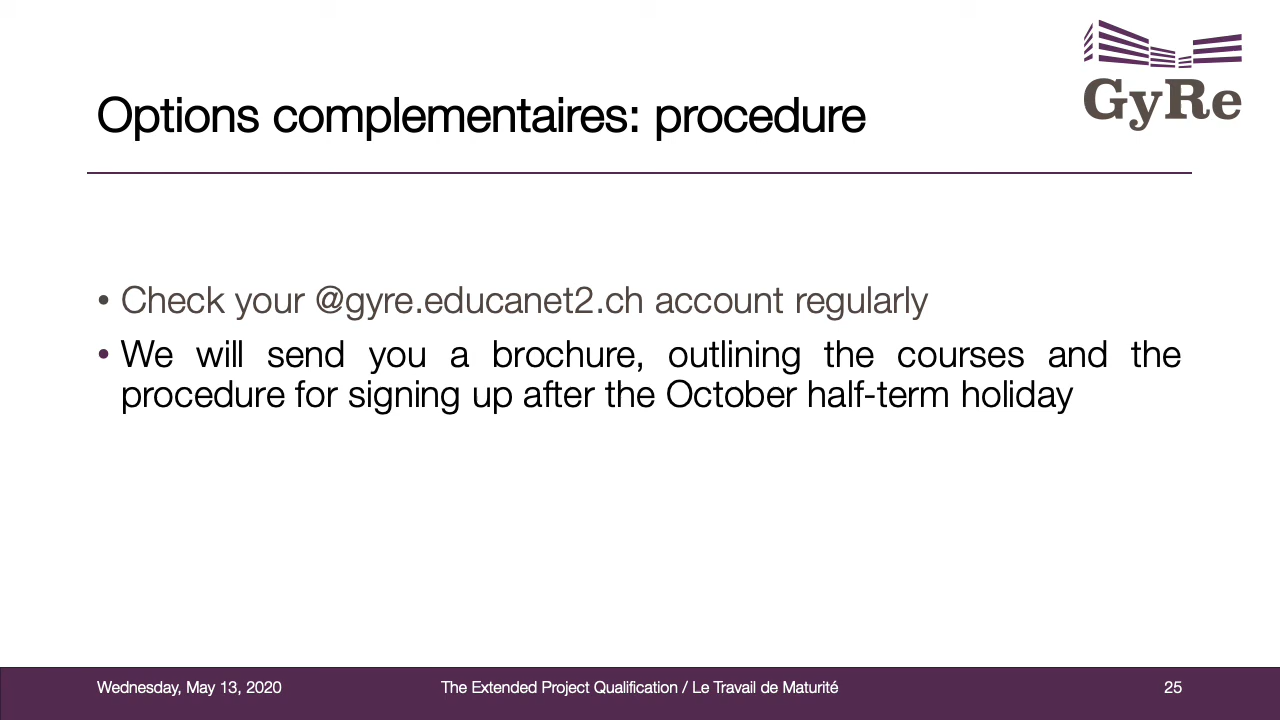 GyRe
Options complementaires: procedure
• Check your @gyre.educanet2.ch account regularly
• We will send you a brochure, outlining the courses and the
procedure for signing up after the October half-term holiday
Wednesday, May 13, 2020
The Extended Project Qualification / Le Travail de Maturité
25